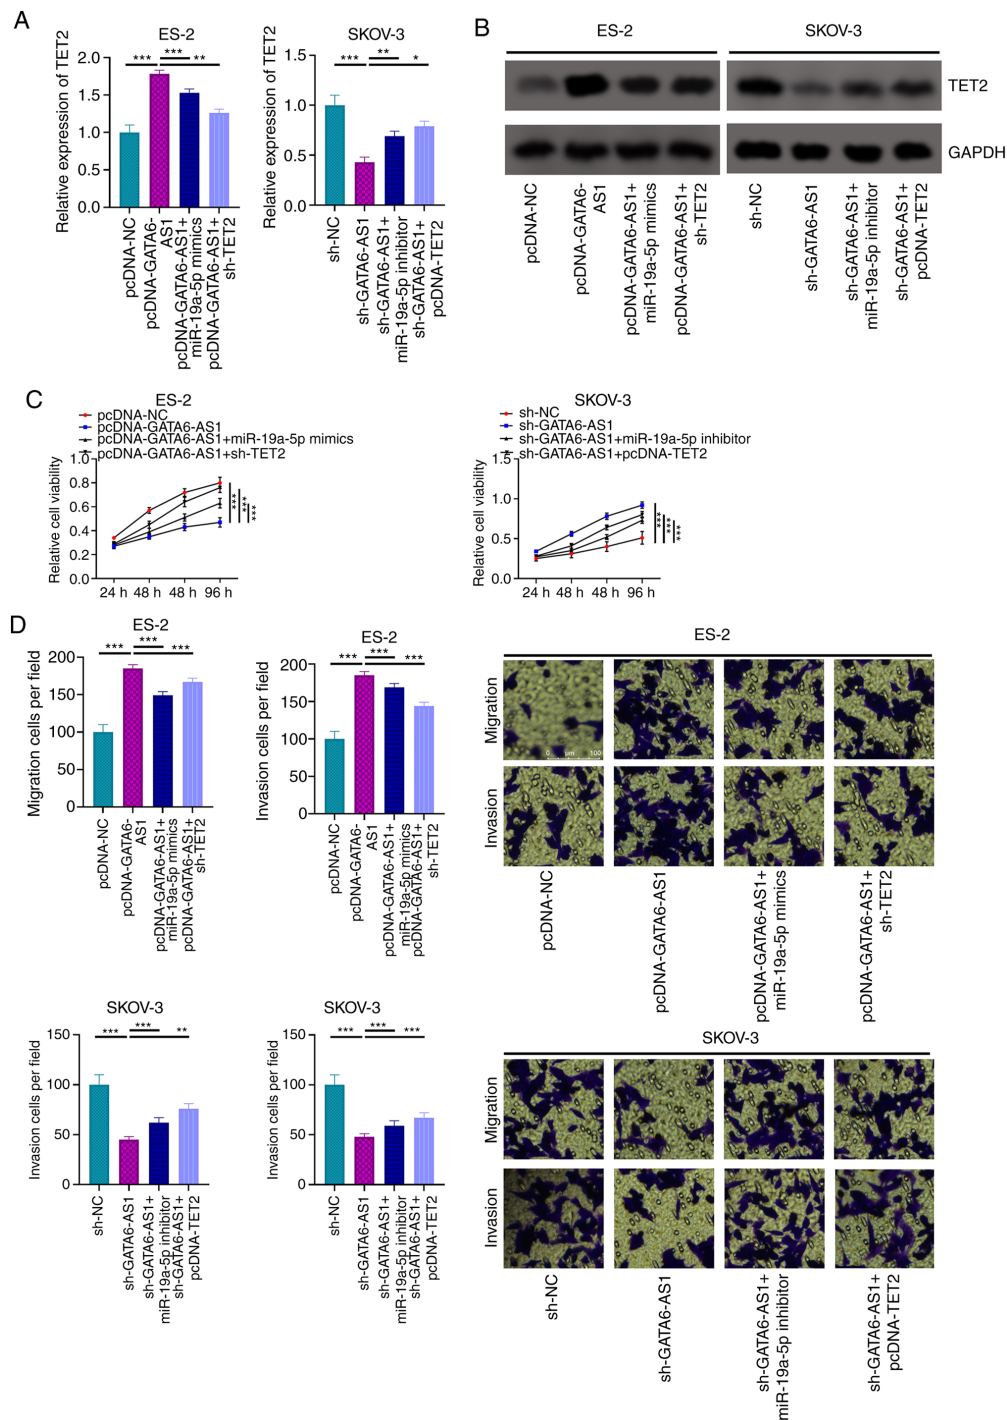 A
ES-2
Relative expression of TET2
2.0
1.5
1.0
0.5
0
***
***
**
pcDNA-NC
pcDNA-GATA6-
AS1
pcDNA-GATA6-AS1+
miR-19a-5p mimics
pcDNA-GATA6-AS1+
sh-TET2
SKOV-3
Relative expression of TET2
1.5
1.0
0.5
0.0
***
**
*
sh-NC
sh-GATA6-AS1
sh-GATA6-AS1+
miR-19a-5p inhibitor
sh-GATA6-AS1+
pcDNA-TET2
B
ES-2
SKOV-3
TET2
GAPDH
pcDNA-NC
pcDNA-GATA6-
AS1
pcDNA-GATA6-AS1+
miR-19a-5p mimics
pcDNA-GATA6-AS1+
sh-TET2
sh-NC
sh-GATA6-AS1
sh-GATA6-AS1+
miR-19a-5p inhibitor
sh-GATA6-AS1+
pcDNA-TET2
C
ES-2
pcDNA-NC
pcDNA-GATA6-AS1
pcDNA-GATA6-AS1+miR-19a-5p mimics
pcDNA-GATA6-AS1+sh-TET2
Relative cell viability
1.0
0.8
0.6
0.4
0.2
0.0
24 h 48 h 48 h 96 h
***
***
***
SKOV-3
sh-NC
sh-GATA6-AS1
sh-GATA6-AS1+miR-19a-5p inhibitor
sh-GATA6-AS1+pcDNA-TET2
Relative cell viability
1.5
1.0
0.5
0
24 h 48 h 48 h 96 h
***
***
***
D
ES-2
Migration cells per field
200
150
100
50
0
***
***
***
pcDNA-NC
pcDNA-GATA6-
AS1
pcDNA-GATA6-AS1+
miR-19a-5p mimics
pcDNA-GATA6-AS1+
sh-TET2
ES-2
Invasion cells per field
200
150
100
50
0
***
***
***
pcDNA-NC
pcDNA-GATA6-
AS1
pcDNA-GATA6-AS1+
miR-19a-5p mimics
pcDNA-GATA6-AS1+
sh-TET2
ES-2
Migration
Invasion
0 um 100
pcDNA-NC
pcDNA-GATA6-AS1
pcDNA-GATA6-AS1+
miR-19a-5p mimics
pcDNA-GATA6-AS1+
sh-TET2
SKOV-3
Invasion cells per field
150
100
50
0
***
***
**
sh-NC
sh-GATA6-AS1
sh-GATA6-AS1+
miR-19a-5p inhibitor
sh-GATA6-AS1+
pcDNA-TET2
SKOV-3
Invasion cells per field
150
100
50
0
***
***
***
sh-NC
sh-GATA6-AS1
sh-GATA6-AS1+
miR-19a-5p inhibitor
sh-GATA6-AS1+
pcDNA-TET2
SKOV-3
Migration
Invasion
sh-NC
sh-GATA6-AS1
sh-GATA6-AS1+
miR-19a-5p inhibitor
sh-GATA6-AS1+
pcDNA-TET2